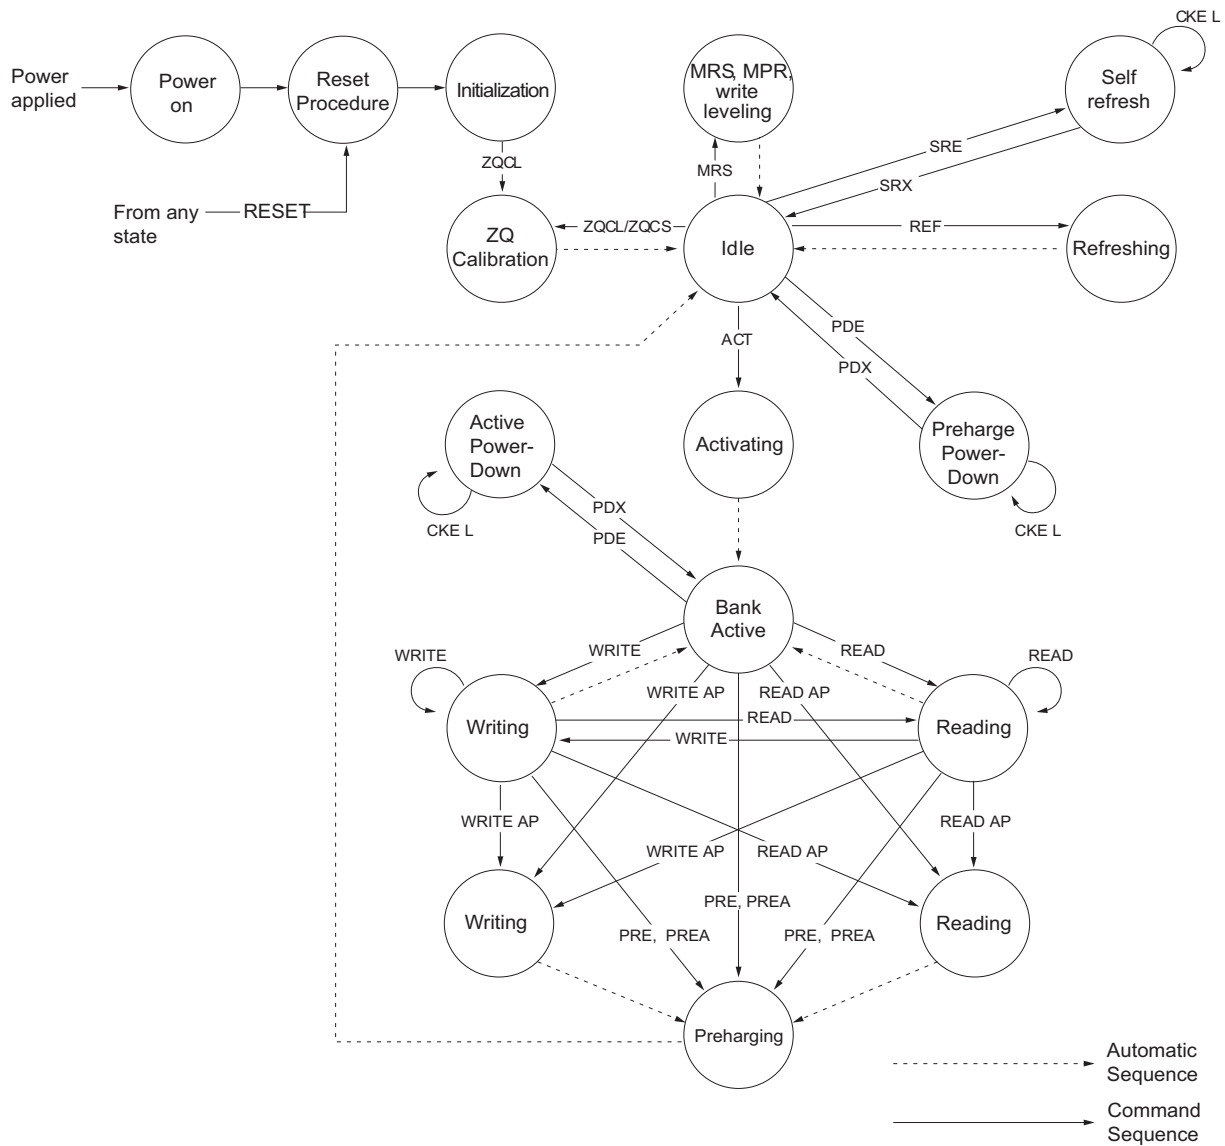 CKE L
Power
applied
Power
on
Reset
Procedure
Initialization
MRS, MPR,
write
leveling
Self
refresh
SRE
ZQCL
MRS
SRX
From any
state
RESET
ZQCL/ZQCS
REF
ZQ
Calibration
Idle
Refreshing
PDE
ACT
PDX
Active
Power-
Down
Activating
Preharge
Power-
Down
PDX
CKE L
CKE L
PDE
Bank
Active
WRITE
WRITE
READ
READ
WRITE AP
READ AP
Writing
READ
Reading
WRITE
WRITE AP
READ AP
WRITE AP
READ AP
PRE, PREA
Writing
Reading
PRE, PREA
PRE, PREA
Preharging
Automatic
Sequence
Command
Sequence